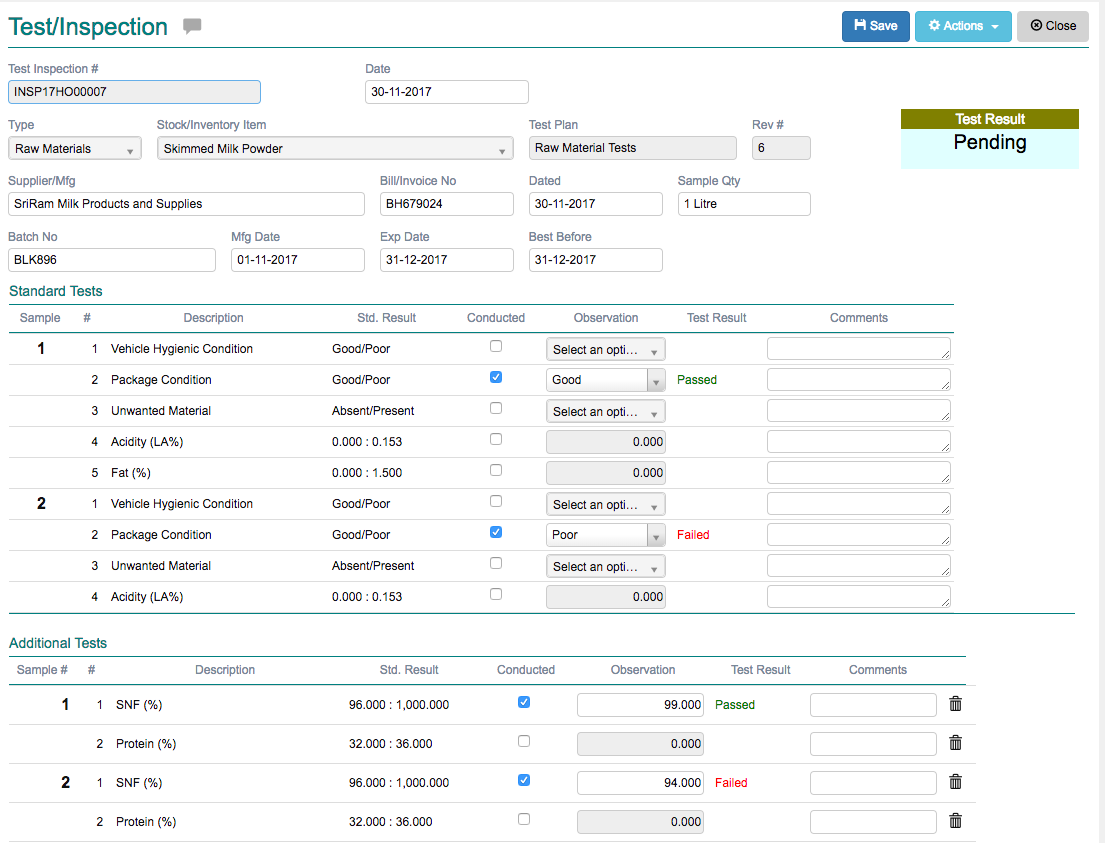 Test/Inspection Save Actions Close
Test Inspection # Date
INSP17HO00007 30-11-2017
Test Result
Pending
Type Stock/Inventory Item Test Plan Rev #
Raw Materials Skimmed Milk Powder Raw Material Tests 6
Supplier/Mfg Bill/Invoice No Dated Sample Qty
SriRam Milk Products and Supplies BH679024 30-11-2017 1 Litre
Batch No Mfg Date Exp Date Best Before
BLK896 01-11-2017 31-12-2017 31-12-2017
Standard Tests
Sample # Description Std. Result Conducted Observation Test Result Comments
1 1 Vehicle Hygienic Condition Good/Poor Select an opti...
2 Package Condition Good/Poor Good Passed
3 Unwanted Material Absent/Present Select an opti...
4 Acidity (LA%) 0.000 : 0.153 0.000
5 Fat (%) 0.000 : 1.500 0.000
2 1 Vehicle Hygienic Condition Good/Poor Select an opti...
2 Package Condition Good/Poor Poor Failed
3 Unwanted Material Absent/Present Select an opti...
4 Acidity (LA%) 0.000 : 0.153 0.000
Additional Tests
Sample # # Description Std. Result Conducted Observation Test Result Comments
1 1 SNF (%) 96.000 : 1,000.000 99.000 Passed
2 Protein (%) 32.000 : 36.000 0.000
2 1 SNF (%) 96.000 : 1,000.000 94.000 Failed
2 Protein (%) 32.000 : 36.000 0.000